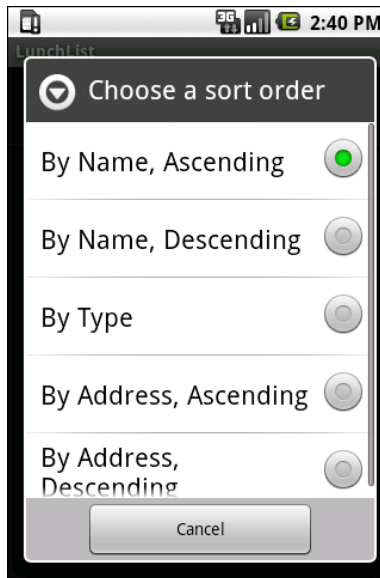 3G 2:40 PM
LunchList
Choose a sort order
By Name, Ascending
By Name, Descending
By Type
By Address, Ascending
By Address,
Descending
Cancel